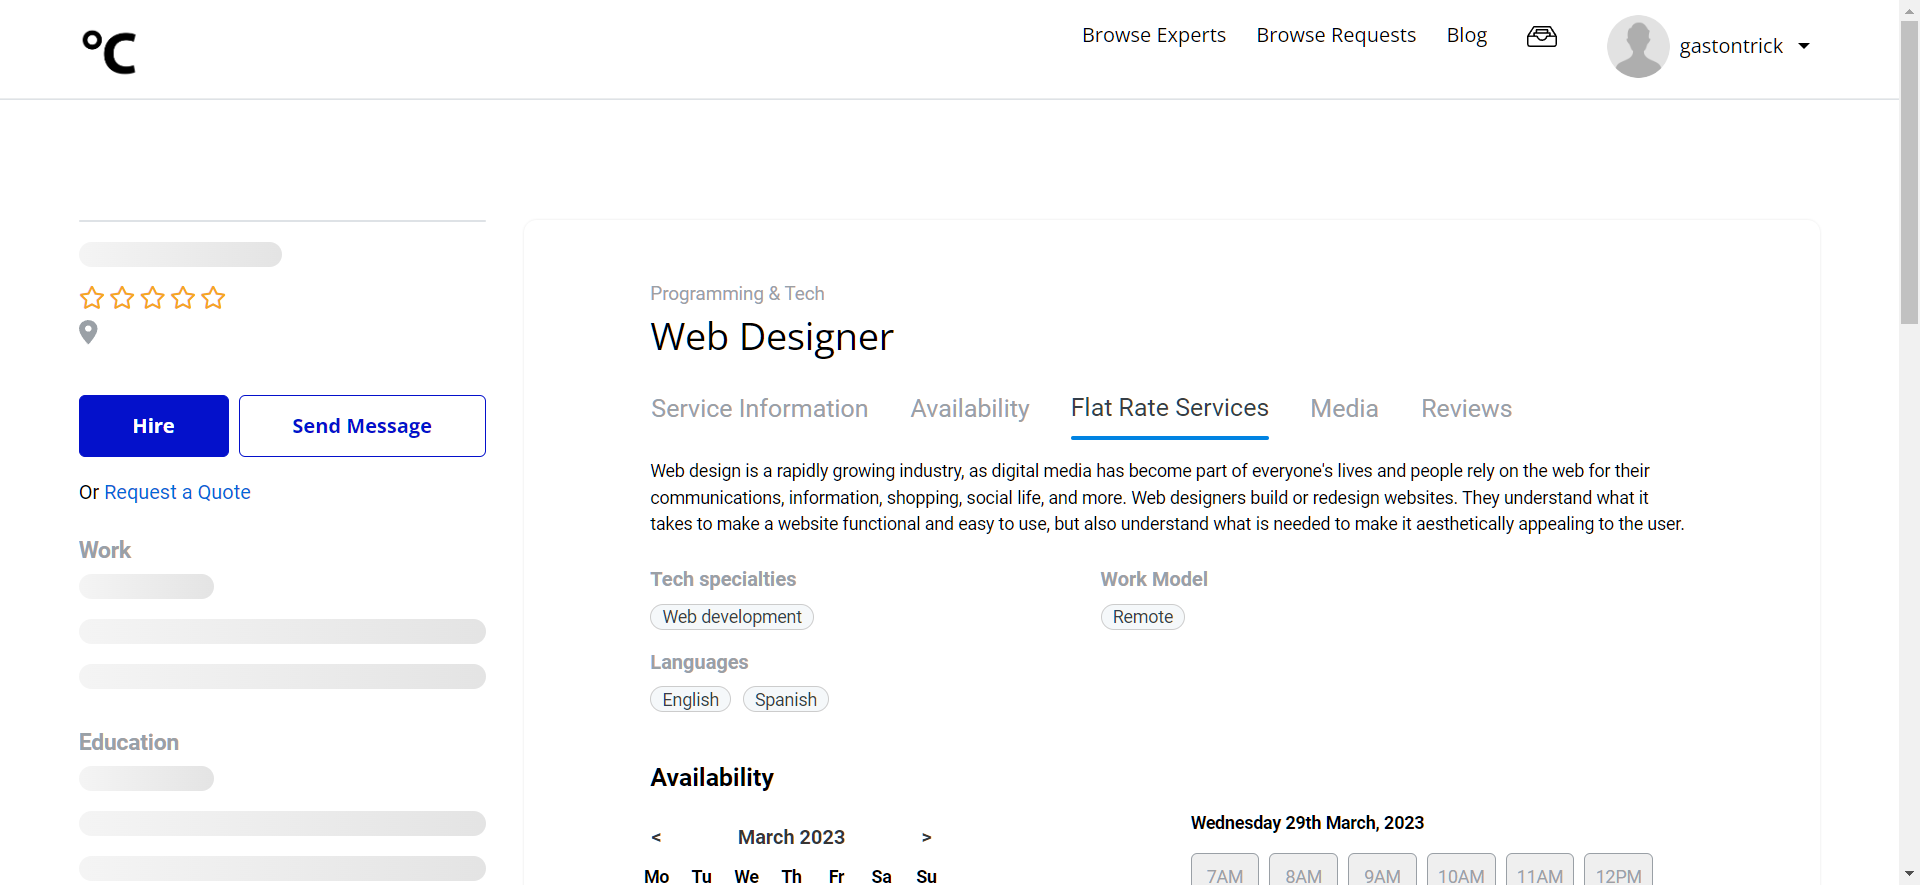 °C
Browse Experts Browse Requests Blog gastontrick
Hire Send Message
Or Request a Quote
Work
Education
Programming & Tech
Web Designer
Service Information Availability Flat Rate Services Media Reviews
Web design is a rapidly growing industry, as digital media has become part of everyone's lives and people rely on the web for their
communications, information, shopping, social life, and more. Web designers build or redesign websites. They understand what it
takes to make a website functional and easy to use, but also understand what is needed to make it aesthetically appealing to the user.
Tech specialties Work Model
Web development Remote
Languages
English Spanish
Availability
< March 2023 >
Mo Tu We Th Fr Sa Su
Wednesday 29th March, 2023
7AM 8AM 9AM 10AM 11AM 12PM